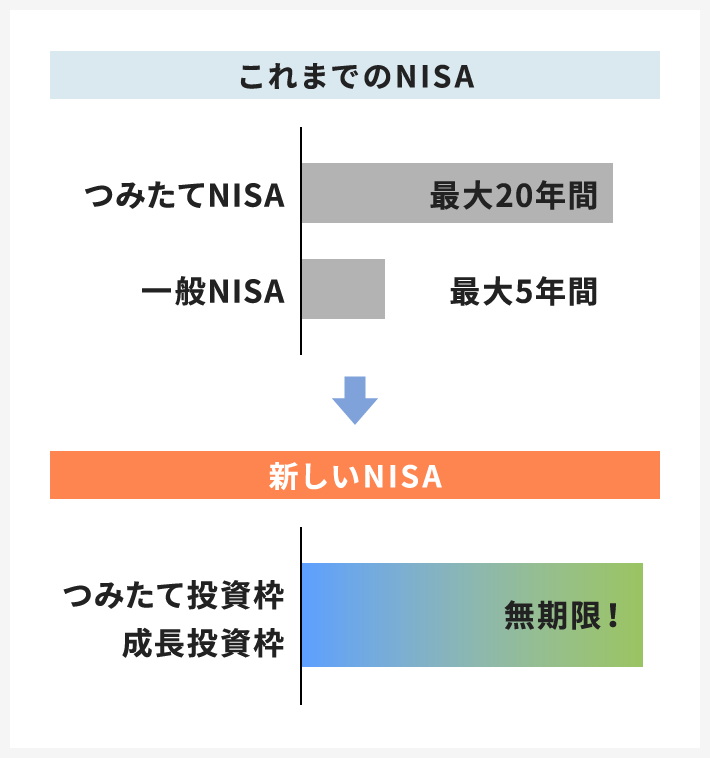 これまでのNISA
つみたてNISA
最大20年間
一般NISA
最大5年間
新しいNISA
つみたて投資枠
成長投資枠
無期限！